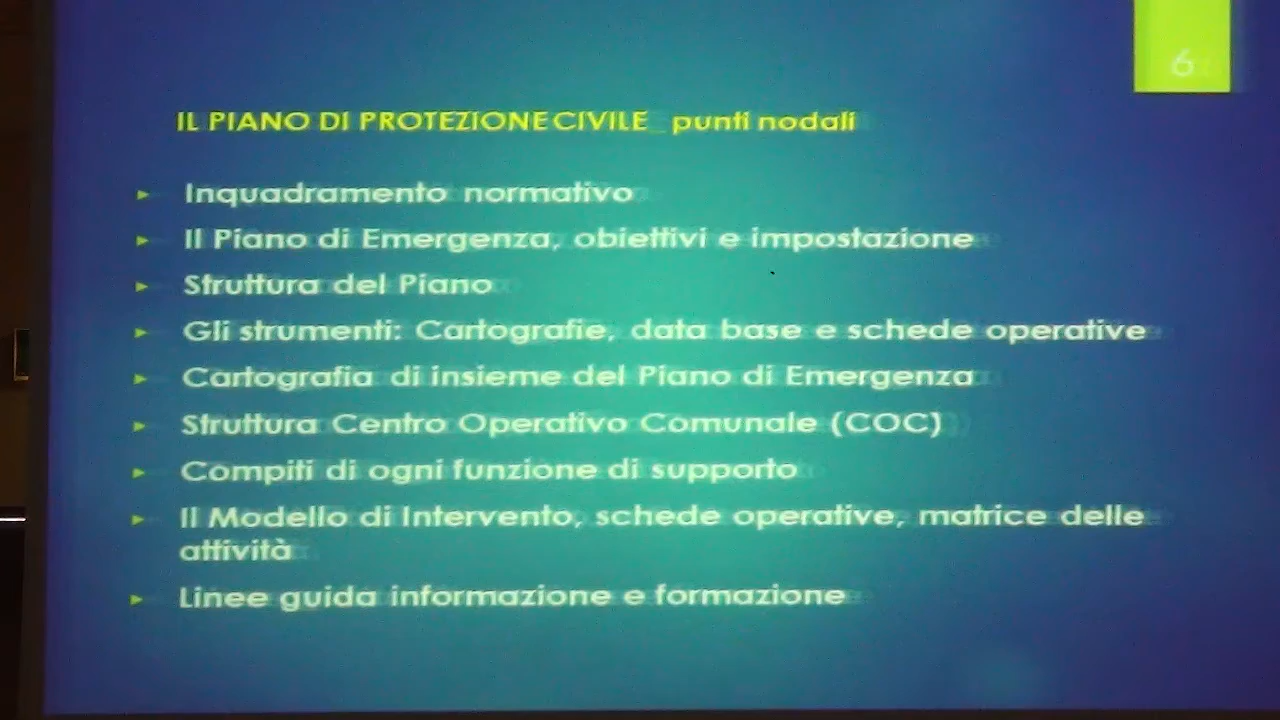 6
IL PIANO DI PROTEZIONE CIVILE_ punti nodali
Inquadramento normativo
Il Piano di Emergenza, obiettivi e impostazione
Struttura del Piano
Gli strumenti: Cartografie, data base e schede operative
Cartografia di insieme del Piano di Emergenza
Struttura Centro Operativo Comunale (COC)
Compiti di ogni funzione di supporto
Il Modello di Intervento, schede operative, matrice delle
attività
Linee guida informazione e formazione